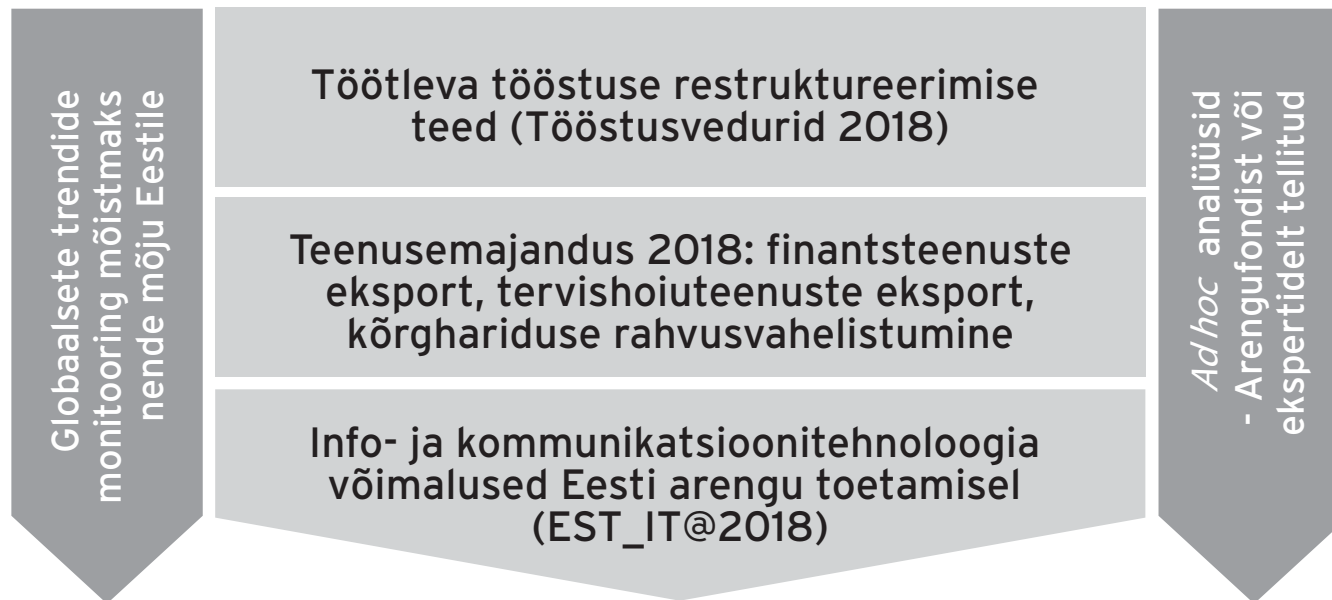 Globaalsete trendide
monitooring mõistmaks
nende mõju Eestile
Töötleva tööstuse restruktureerimise
teed (Tööstusvedurid 2018)
Teenusemajandus 2018: finantsteenuste
eksport, tervishoiuteenuste eksport,
kõrghariduse rahvusvahelistumine
Info- ja kommunikatsioonitehnoloogia
võimalused Eesti arengu toetamisel
(EST_IT@2018)
Ad hoc analüüsid
- Arengufondist või
ekspertidelt tellitud